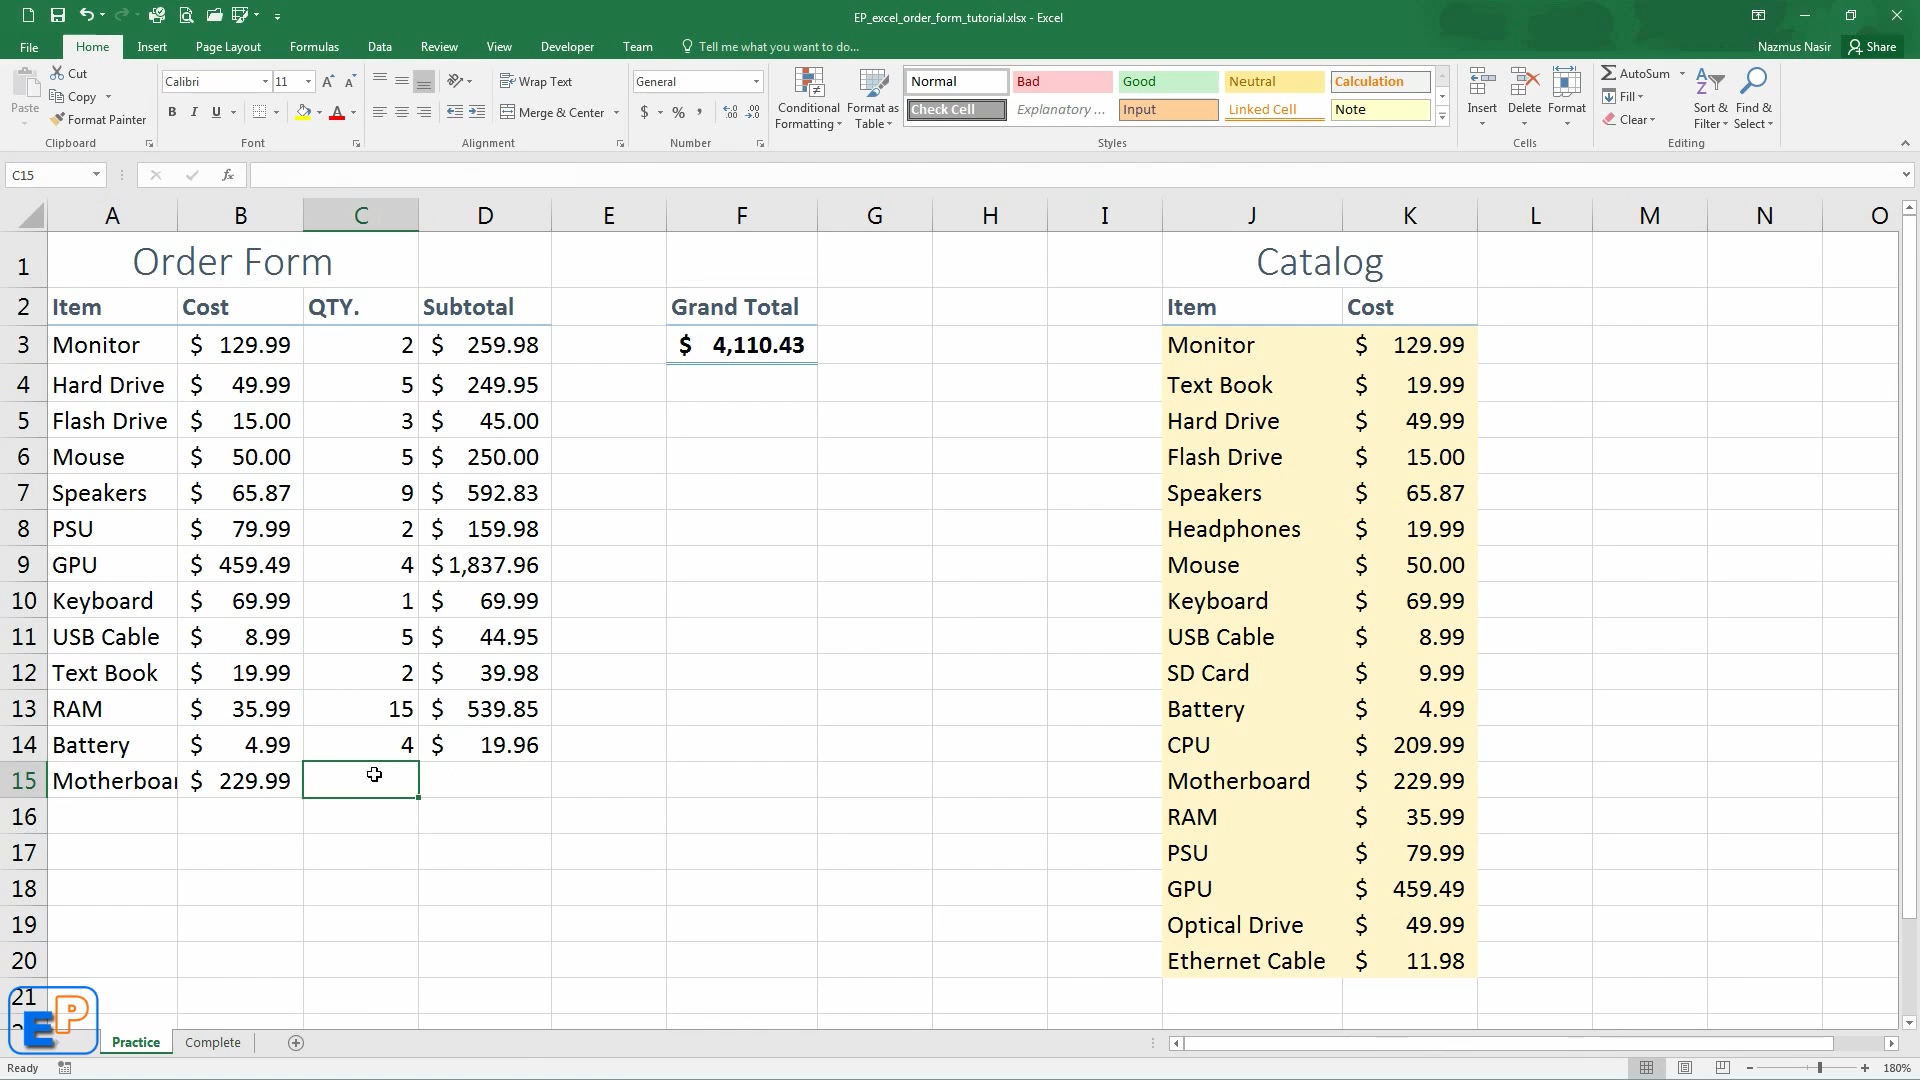 EP_excel_order_form_tutorial.xlsx - Excel
File Home Insert Page Layout Formulas Data Review View Developer Team Tell me what you want to do... Nazmus Nasir Share
Paste Cut Copy Format Painter Clipboard
Calibri 11 B I U A Font
Wrap Text Merge & Center Alignment
General $ % , Number
Conditional Formatting Format as Table
Normal Bad Good Neutral Calculation
Check Cell Explanatory ... Input Linked Cell Note
Styles
Insert Delete Format Cells
AutoSum Fill Clear Sort & Filter Find & Select Editing
C15 fx
A B C D E F G H I J K L M N O
1 Order Form Catalog
2 Item Cost QTY. Subtotal Grand Total Item Cost
3 Monitor $ 129.99 2 $ 259.98 $ 4,110.43 Monitor $ 129.99
4 Hard Drive $ 49.99 5 $ 249.95 Text Book $ 19.99
5 Flash Drive $ 15.00 3 $ 45.00 Hard Drive $ 49.99
6 Mouse $ 50.00 5 $ 250.00 Flash Drive $ 15.00
7 Speakers $ 65.87 9 $ 592.83 Speakers $ 65.87
8 PSU $ 79.99 2 $ 159.98 Headphones $ 19.99
9 GPU $ 459.49 4 $ 1,837.96 Mouse $ 50.00
10 Keyboard $ 69.99 1 $ 69.99 Keyboard $ 69.99
11 USB Cable $ 8.99 5 $ 44.95 USB Cable $ 8.99
12 Text Book $ 19.99 2 $ 39.98 SD Card $ 9.99
13 RAM $ 35.99 15 $ 539.85 Battery $ 4.99
14 Battery $ 4.99 4 $ 19.96 CPU $ 209.99
15 Motherboar $ 229.99 Motherboard $ 229.99
16 RAM $ 35.99
17 PSU $ 79.99
18 GPU $ 459.49
19 Optical Drive $ 49.99
20 Ethernet Cable $ 11.98
21
EP
Practice Complete
Ready 180%